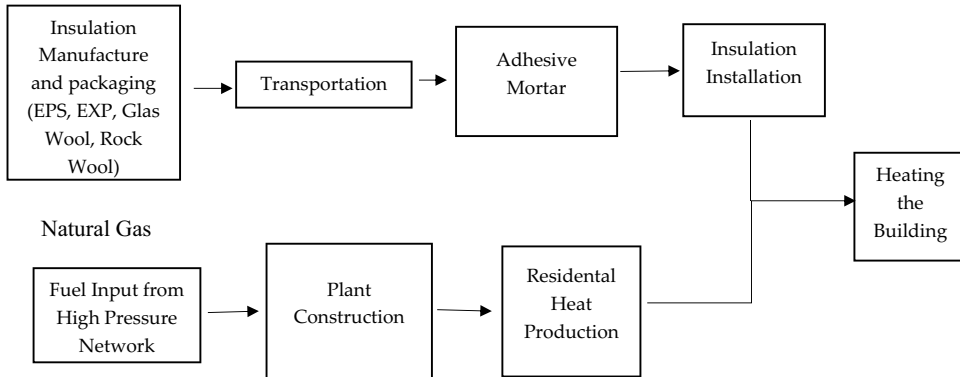 Insulation
Manufacture
and packaging
(EPS, EXP, Glas
Wool, Rock
Wool)
Transportation
Adhesive
Mortar
Insulation
Installation
Heating
the
Building
Natural Gas
Fuel Input from
High Pressure
Network
Plant
Construction
Residental
Heat
Production